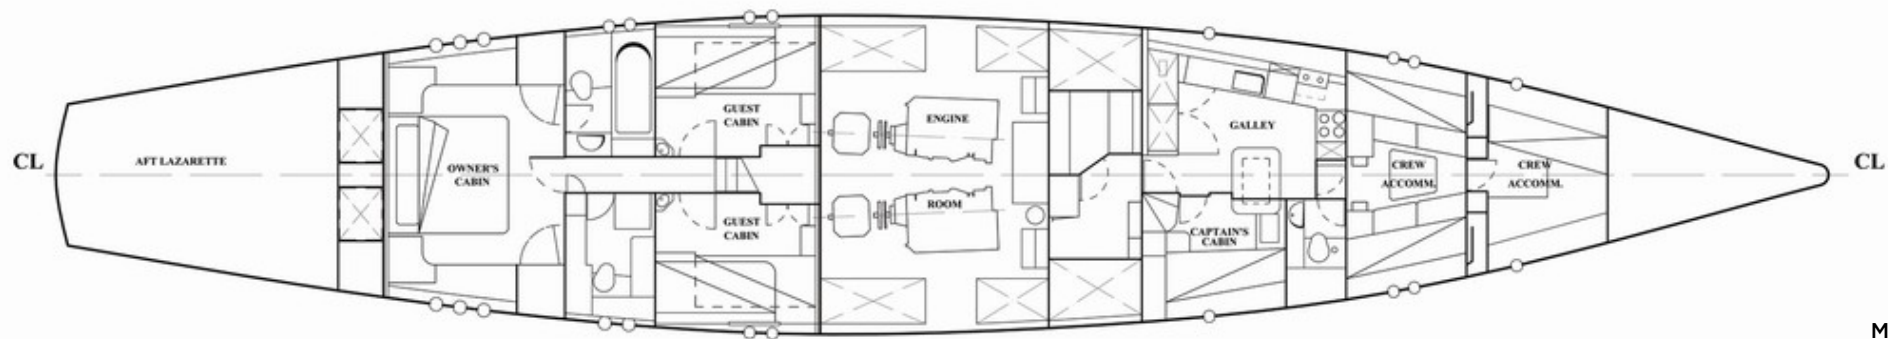 CL
AFT LAZARETTE
OWNER'S
CABIN
GUEST
CABIN
GUEST
CABIN
ENGINE
ROOM
GALLEY
CAPTAIN'S
CABIN
CREW
ACCOMM.
CREW
ACCOMM.
CL
M